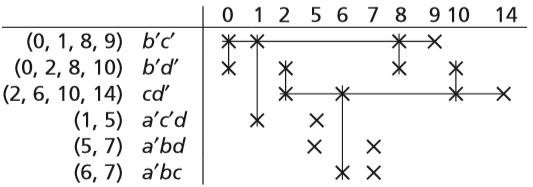 0 1 2 5 6 7 8 9 10 14
(0, 1, 8, 9) b′c′
(0, 2, 8, 10) b′d′
(2, 6, 10, 14) cd′
(1, 5) a′c′d
(5, 7) a′bd
(6, 7) a′bc